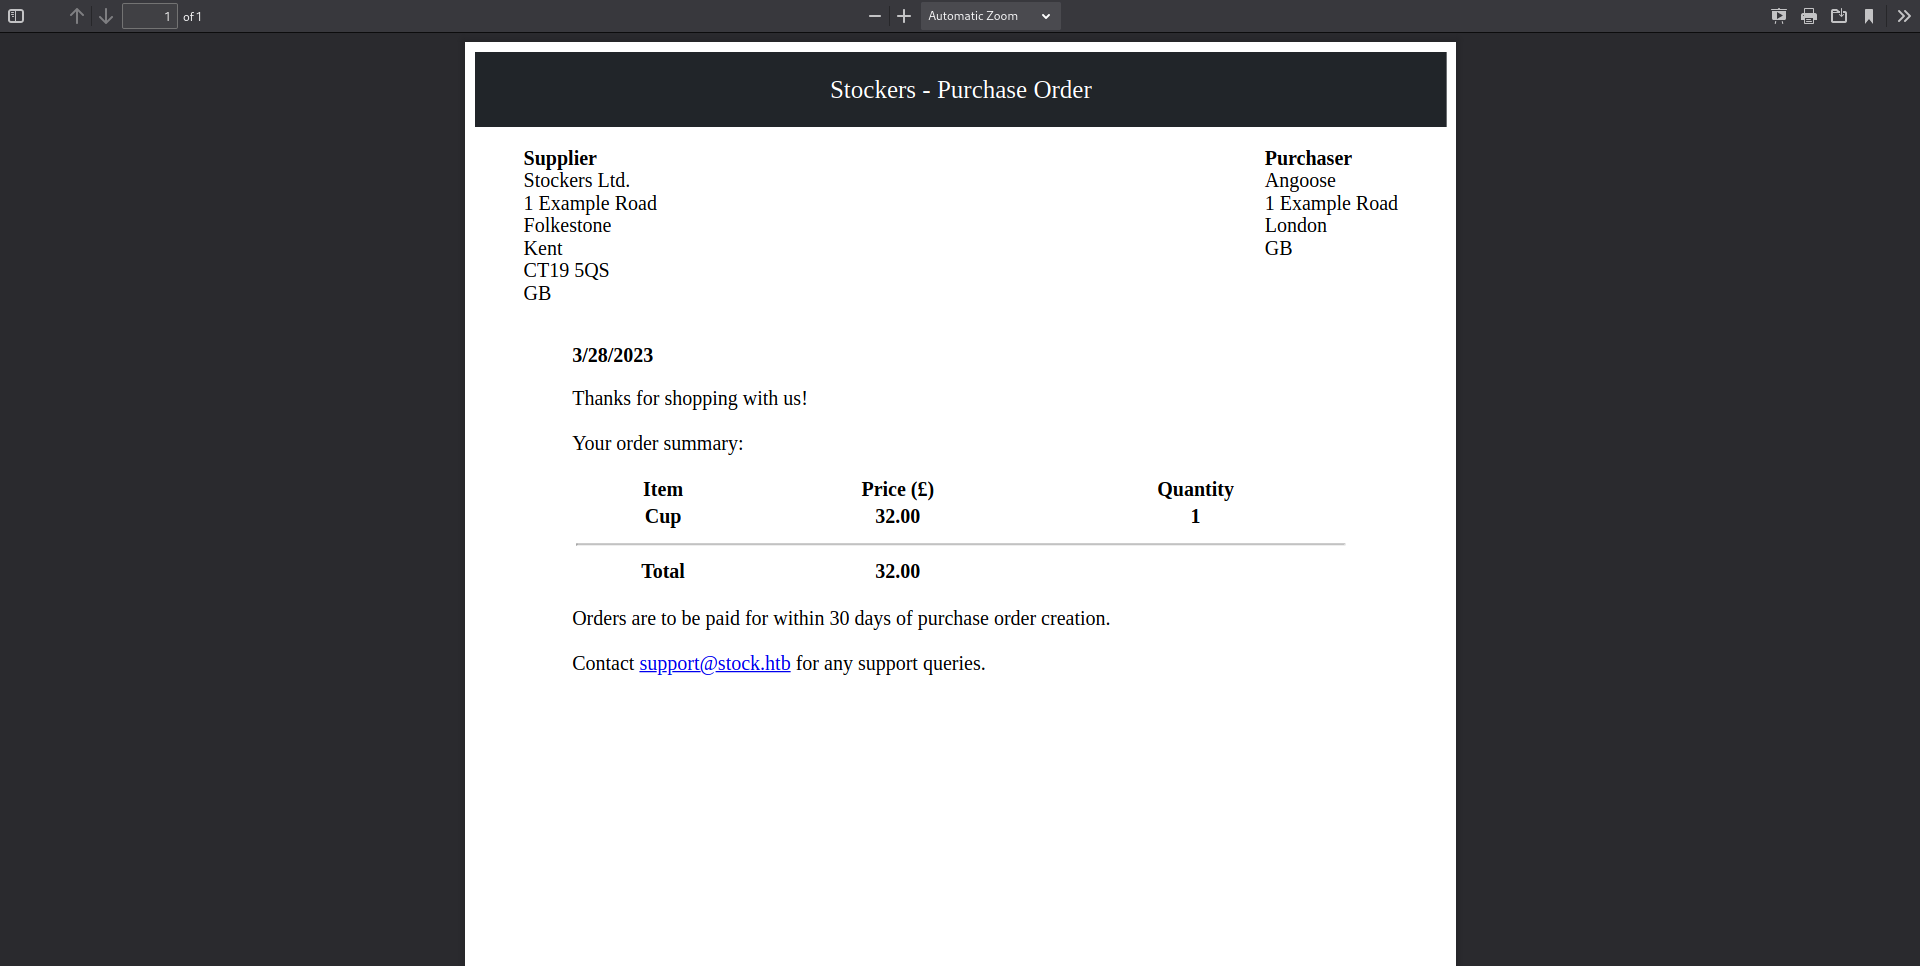 1 of 1
Automatic Zoom
Stockers - Purchase Order
Supplier
Stockers Ltd.
1 Example Road
Folkestone
Kent
CT19 5QS
GB
Purchaser
Angoose
1 Example Road
London
GB
3/28/2023
Thanks for shopping with us!
Your order summary:
Item Price (£) Quantity
Cup 32.00 1
Total 32.00
Orders are to be paid for within 30 days of purchase order creation.
Contact support@stock.htb for any support queries.